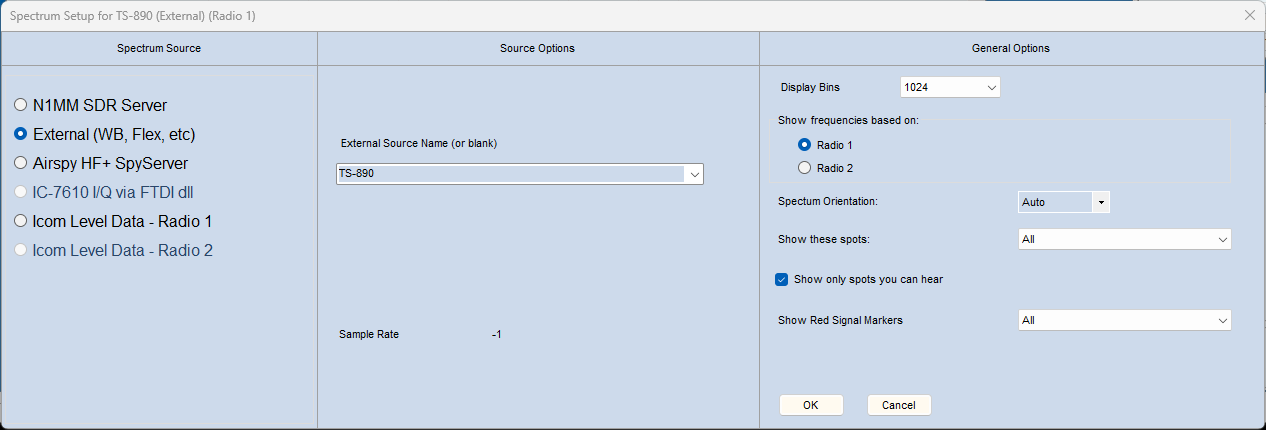 Spectrum Setup for TS-890 (External) (Radio 1)
Spectrum Source
N1MM SDR Server
External (WB, Flex, etc)
Airspy HF+ SpyServer
IC-7610 I/Q via FTDI dll
Icom Level Data - Radio 1
Icom Level Data - Radio 2
Source Options
External Source Name (or blank)
TS-890
Sample Rate -1
General Options
Display Bins 1024
Show frequencies based on:
Radio 1
Radio 2
Spectum Orientation: Auto
Show these spots: All
Show only spots you can hear
Show Red Signal Markers All
OK Cancel